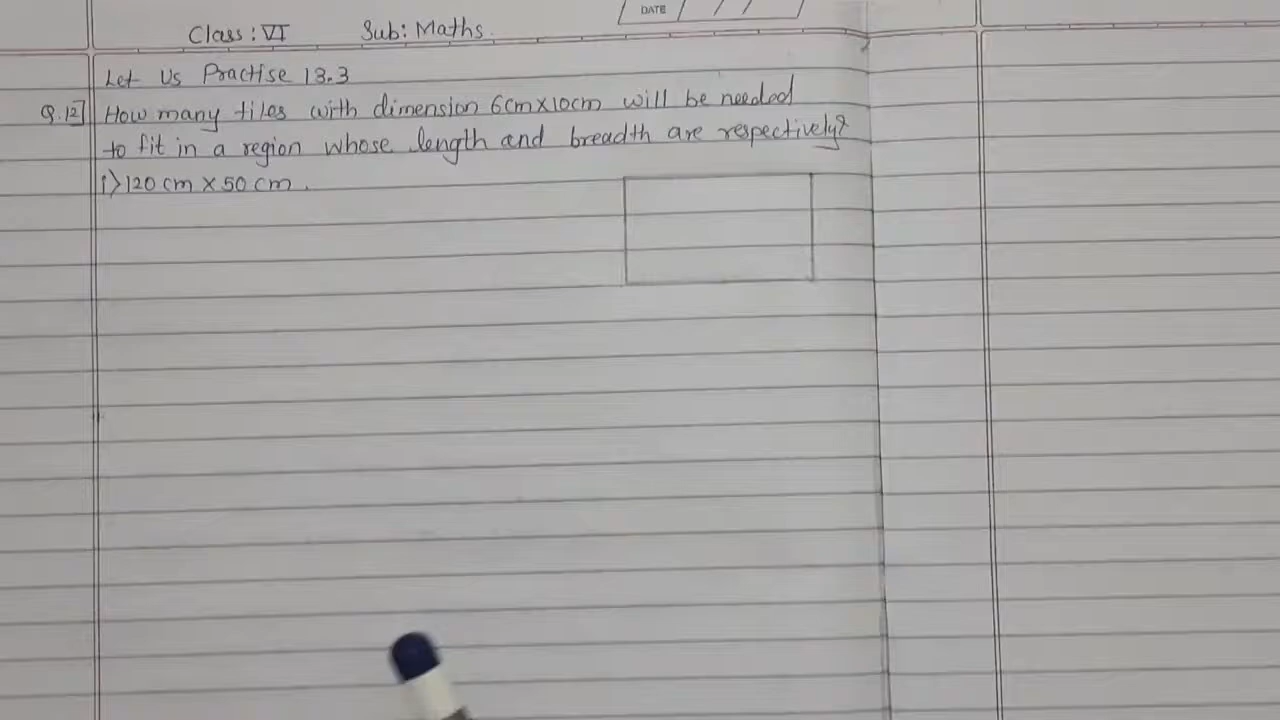 DATE
Class: VI Sub: Maths.
Let Us Practise 13.3
Q.12] How many tiles with dimension 6cm×10cm will be needed
to fit in a region whose length and breadth are respectively?
i) 120 cm × 50 cm.